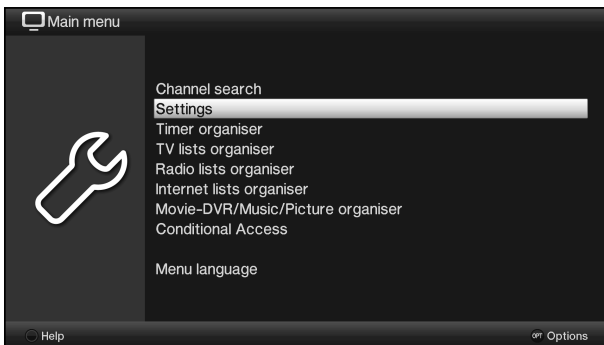 Main menu
Channel search
Settings
Timer organiser
TV lists organiser
Radio lists organiser
Internet lists organiser
Movie-DVR/Music/Picture organiser
Conditional Access
Menu language
Help
OPT Options